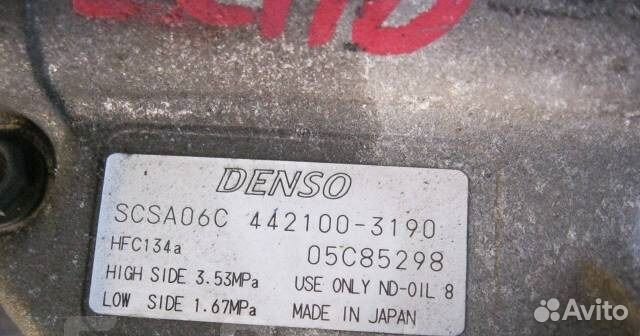 DENSO
SCSA06C 442100-3190
HFC134a 05C85298
HIGH SIDE 3.53MPa USE ONLY ND-OIL 8
LOW SIDE 1.67MPa MADE IN JAPAN
Avito